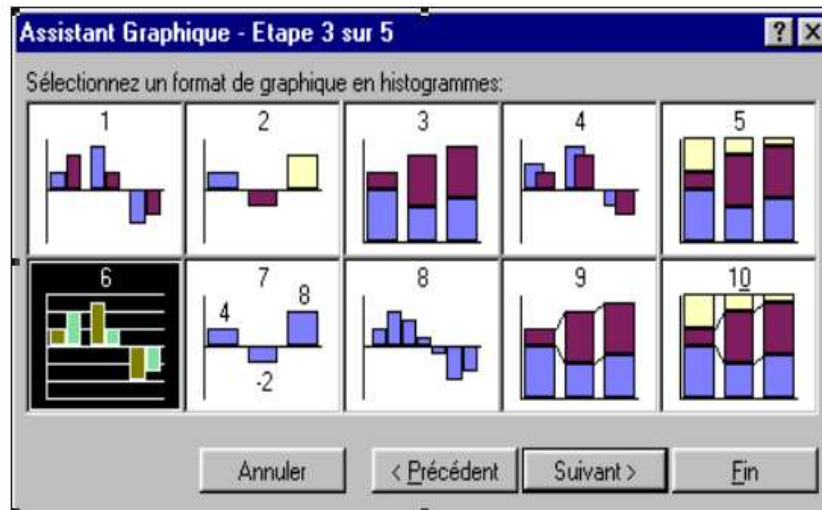 Assistant Graphique - Etape 3 sur 5 ? X
Sélectionnez un format de graphique en histogrammes:
1 2 3 4 5
6 7 8 9 10
4 8
-2
Annuler < Précédent Suivant > Fin